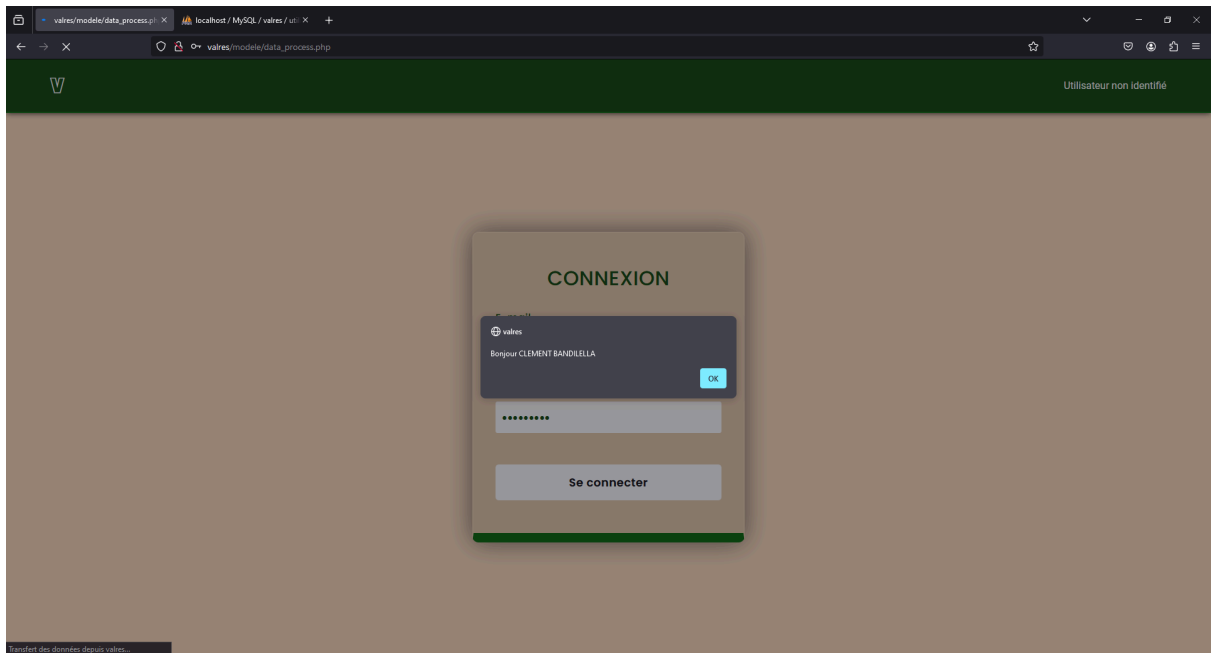 valres/modele/data_process.ph
localhost / MySQL / valres / uti
valres/modele/data_process.php
V
Utilisateur non identifié
CONNEXION
valres
Bonjour CLEMENT BANDILELLA
OK
Se connecter
Transfert des données depuis valres...